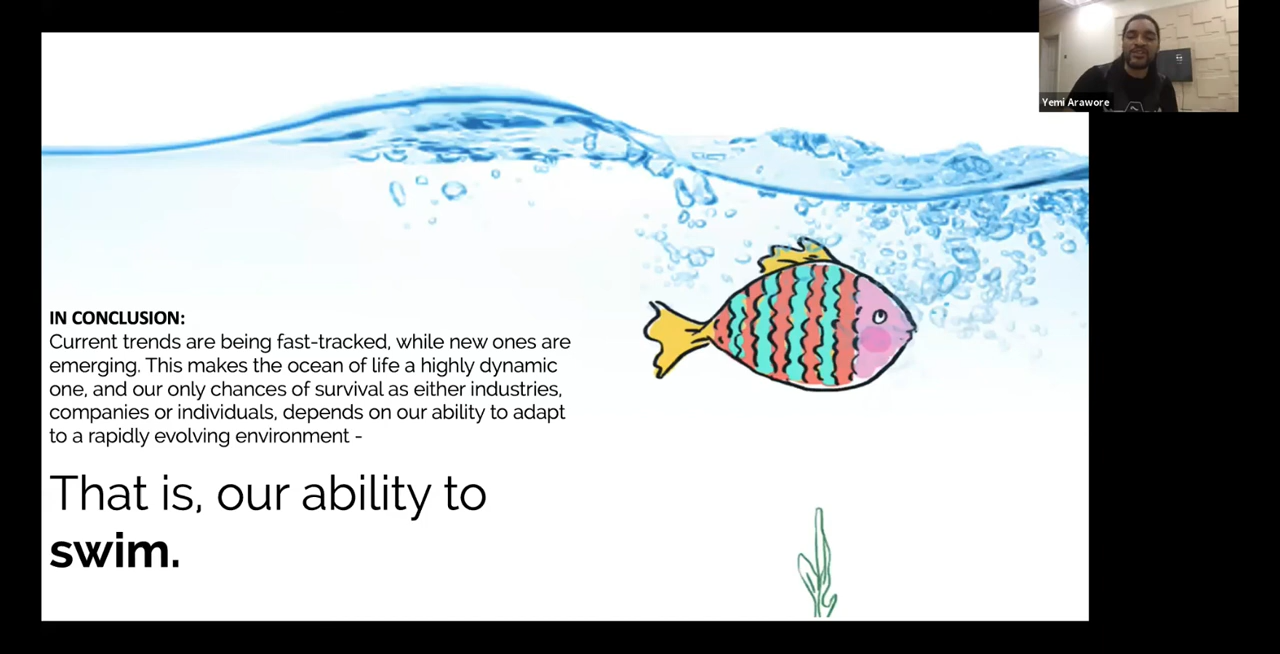 Yemi Arawore
IN CONCLUSION:
Current trends are being fast-tracked, while new ones are
emerging. This makes the ocean of life a highly dynamic
one, and our only chances of survival as either industries,
companies or individuals, depends on our ability to adapt
to a rapidly evolving environment -
That is, our ability to
swim.